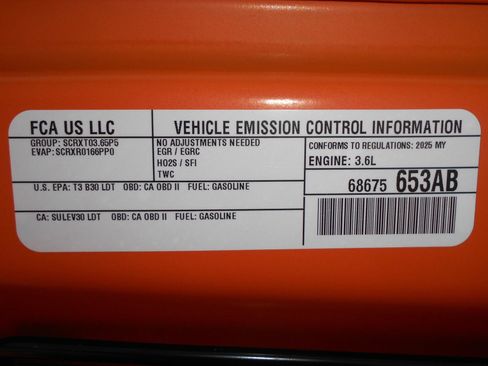 FCA US LLC
GROUP: SCRXT03.65P5
EVAP: SCRXR0166PP0
VEHICLE EMISSION CONTROL INFORMATION
NO ADJUSTMENTS NEEDED
EGR / EGRC
HO2S / SFI
TWC
CONFORMS TO REGULATIONS: 2025 MY
ENGINE: 3.6L
68675 653AB
U.S. EPA: T3 B30 LDT OBD: CA OBD II FUEL: GASOLINE
CA: SULEV30 LDT OBD: CA OBD II FUEL: GASOLINE